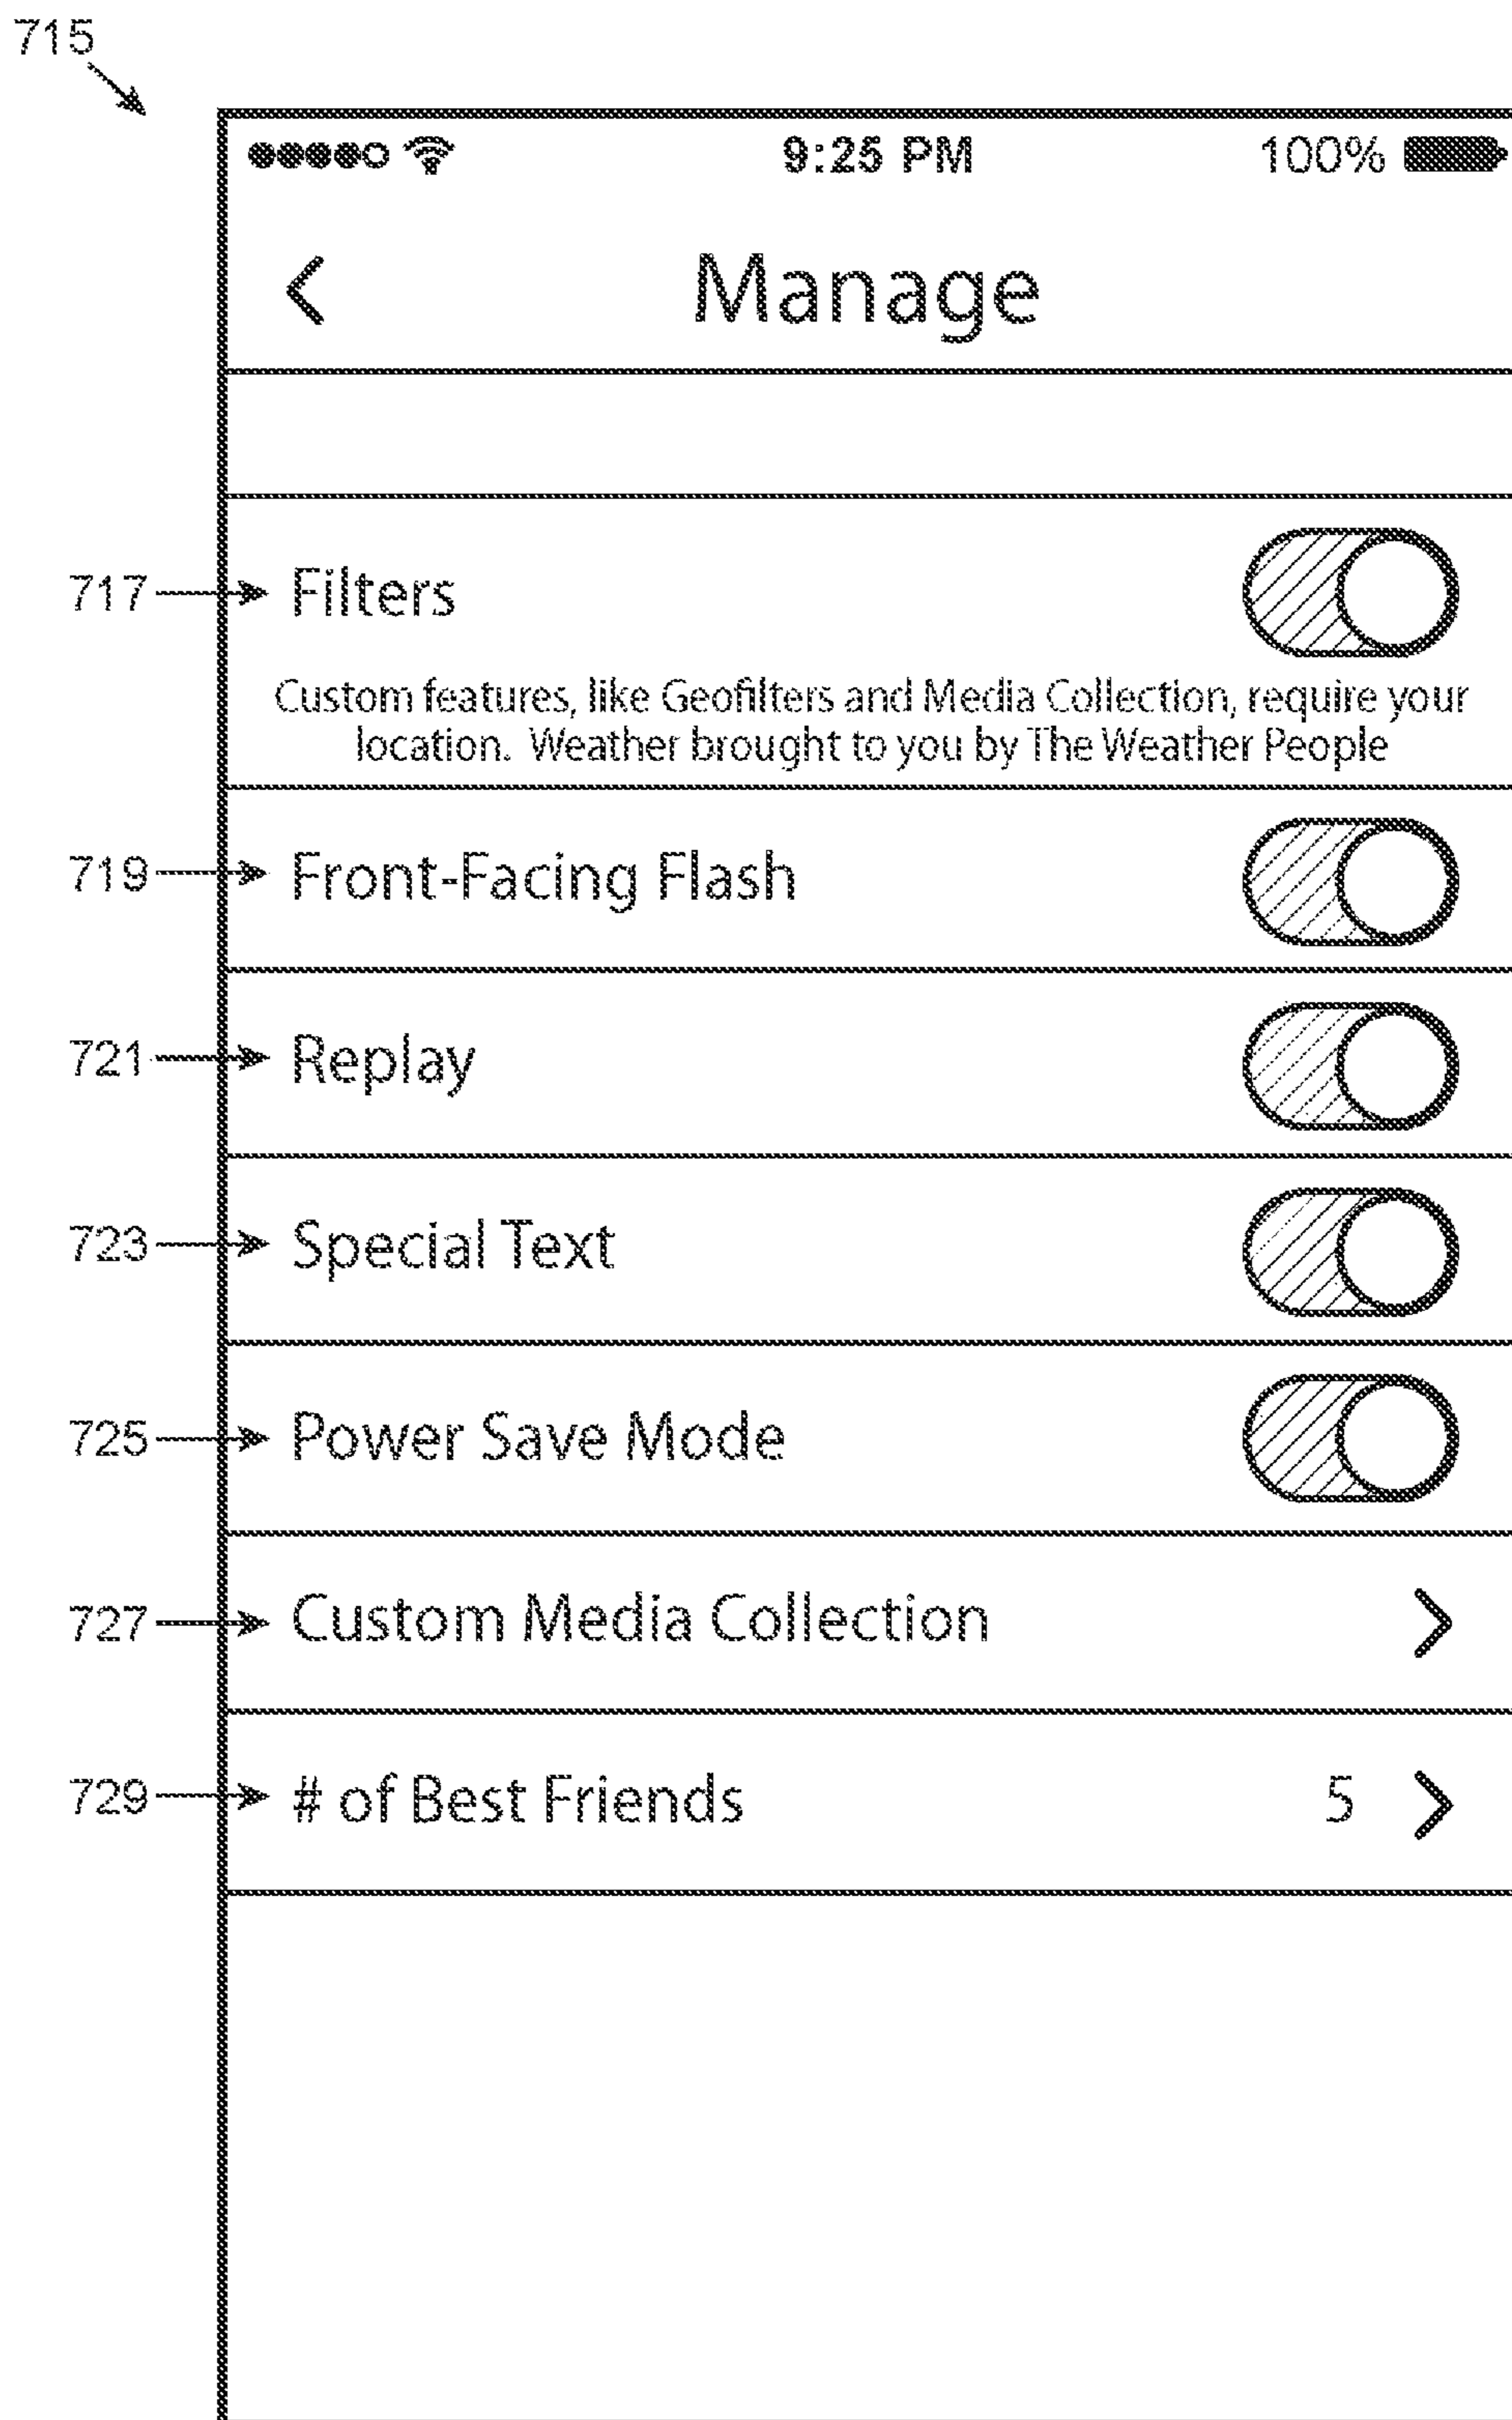 715
9:25 PM 100%
Manage
717 Filters
Custom features, like Geofilters and Media Collection, require your
location. Weather brought to you by The Weather People
719 Front-Facing Flash
721 Replay
723 Special Text
725 Power Save Mode
727 Custom Media Collection
729 # of Best Friends 5